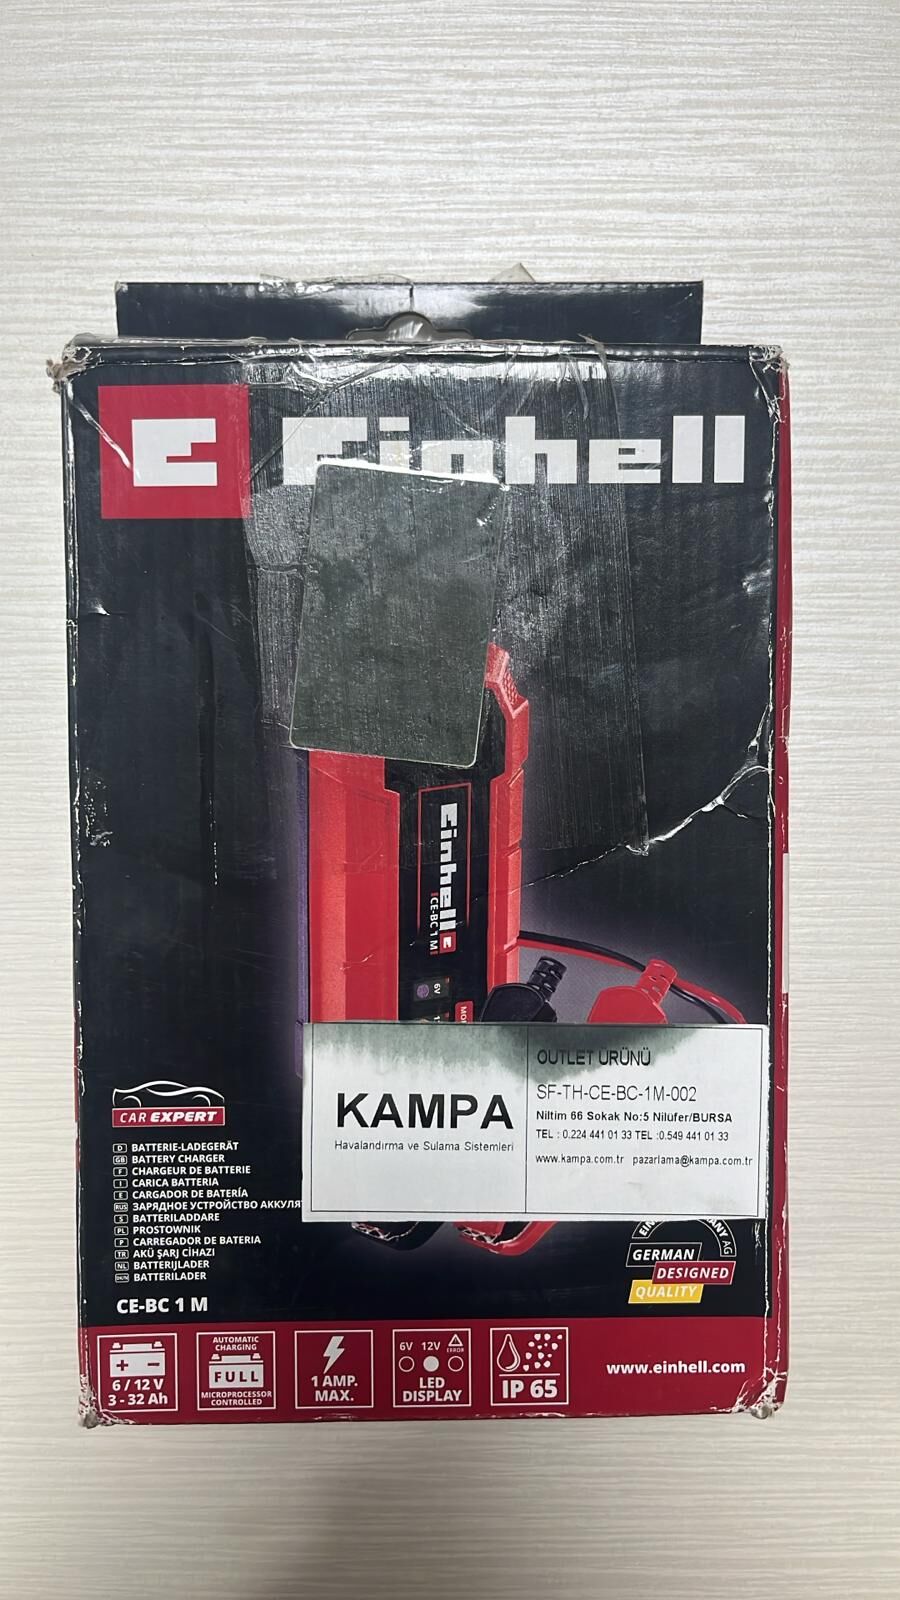 Einhell
Einhell
CE-BC 1 M
6V
KAMPA
Havalandırma ve Sulama Sistemleri
OUTLET ÜRÜNÜ
SF-TH-CE-BC-1M-002
Niltim 66 Sokak No:5 Nilüfer/BURSA
TEL : 0.224 441 01 33 TEL :0.549 441 01 33
www.kampa.com.tr pazarlama@kampa.com.tr
CAR EXPERT
D BATTERIE-LADEGERÄT
GB BATTERY CHARGER
F CHARGEUR DE BATTERIE
I CARICA BATTERIA
E CARGADOR DE BATERÍA
RUS ЗАРЯДНОЕ УСТРОЙСТВО
S BATTERILADDARE
PL PROSTOWNIK
P CARREGADOR DE BATERIA
TR AKÜ ŞARJ CİHAZI
NL BATTERIJLADER
BATTERILADER
CE-BC 1 M
AG
GERMAN
DESIGNED
QUALITY
6 / 12 V
3 - 32 Ah
AUTOMATIC
CHARGING
FULL
MICROPROCESSOR
CONTROLLED
1 AMP.
MAX.
6V 12V
ERROR
LED
DISPLAY
IP 65
www.einhell.com